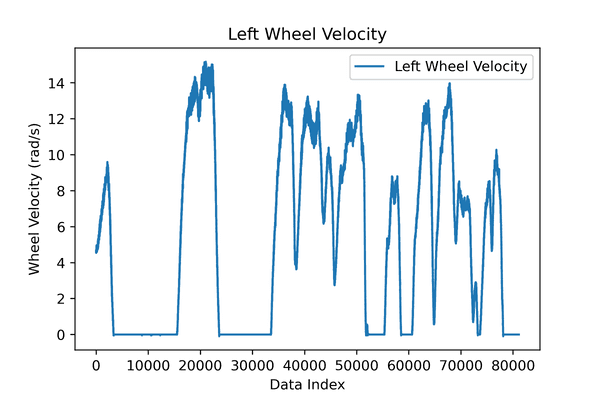 Left Wheel Velocity
Left Wheel Velocity
Wheel Velocity (rad/s)
14
12
10
8
6
4
2
0
0 10000 20000 30000 40000 50000 60000 70000 80000
Data Index